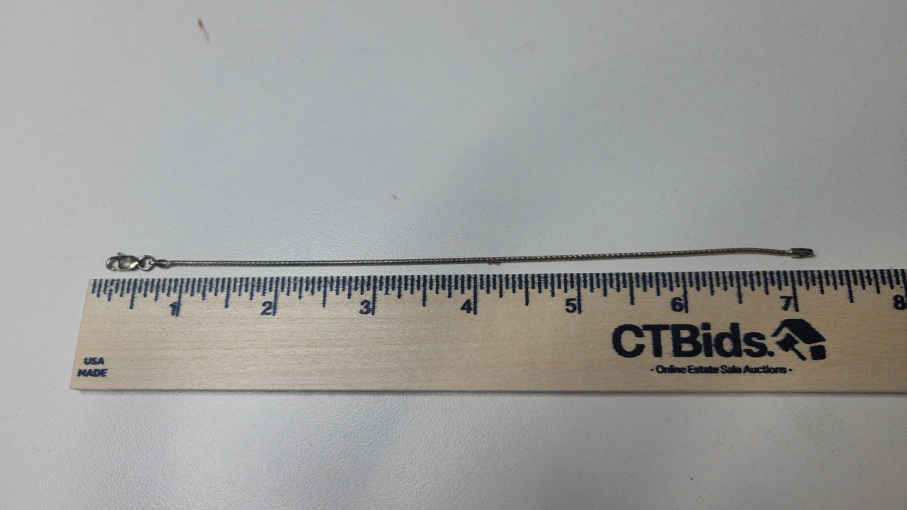 1 2 3 4 5 6 7 8
CTBids.
- Online Estate Sale Auctions -
USA
MADE